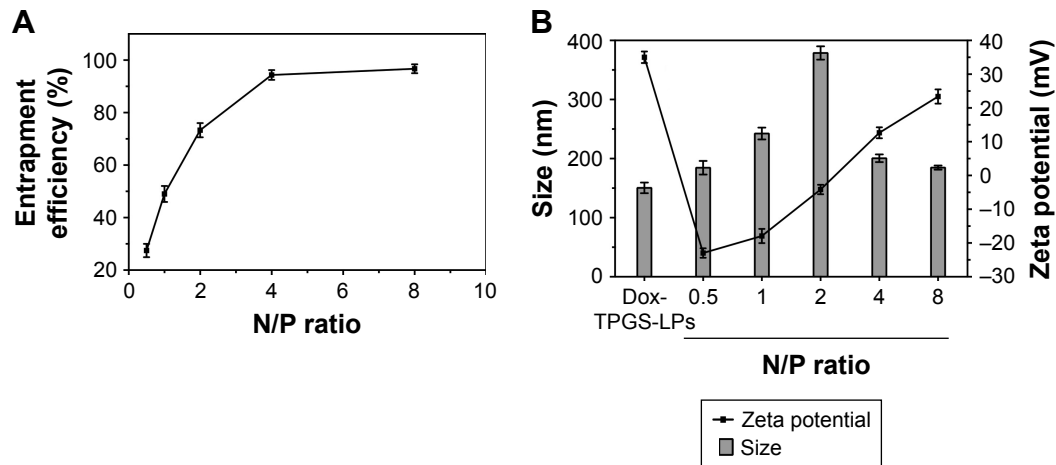 A
Entrapment
efficiency (%)
100
80
60
40
20
0
2
4
6
8
10
N/P ratio
B
Size (nm)
400
300
200
100
0
Zeta potential (mV)
40
30
20
10
0
–10
–20
–30
Dox-
TPGS-LPs
0.5
1
2
4
8
N/P ratio
Zeta potential
Size